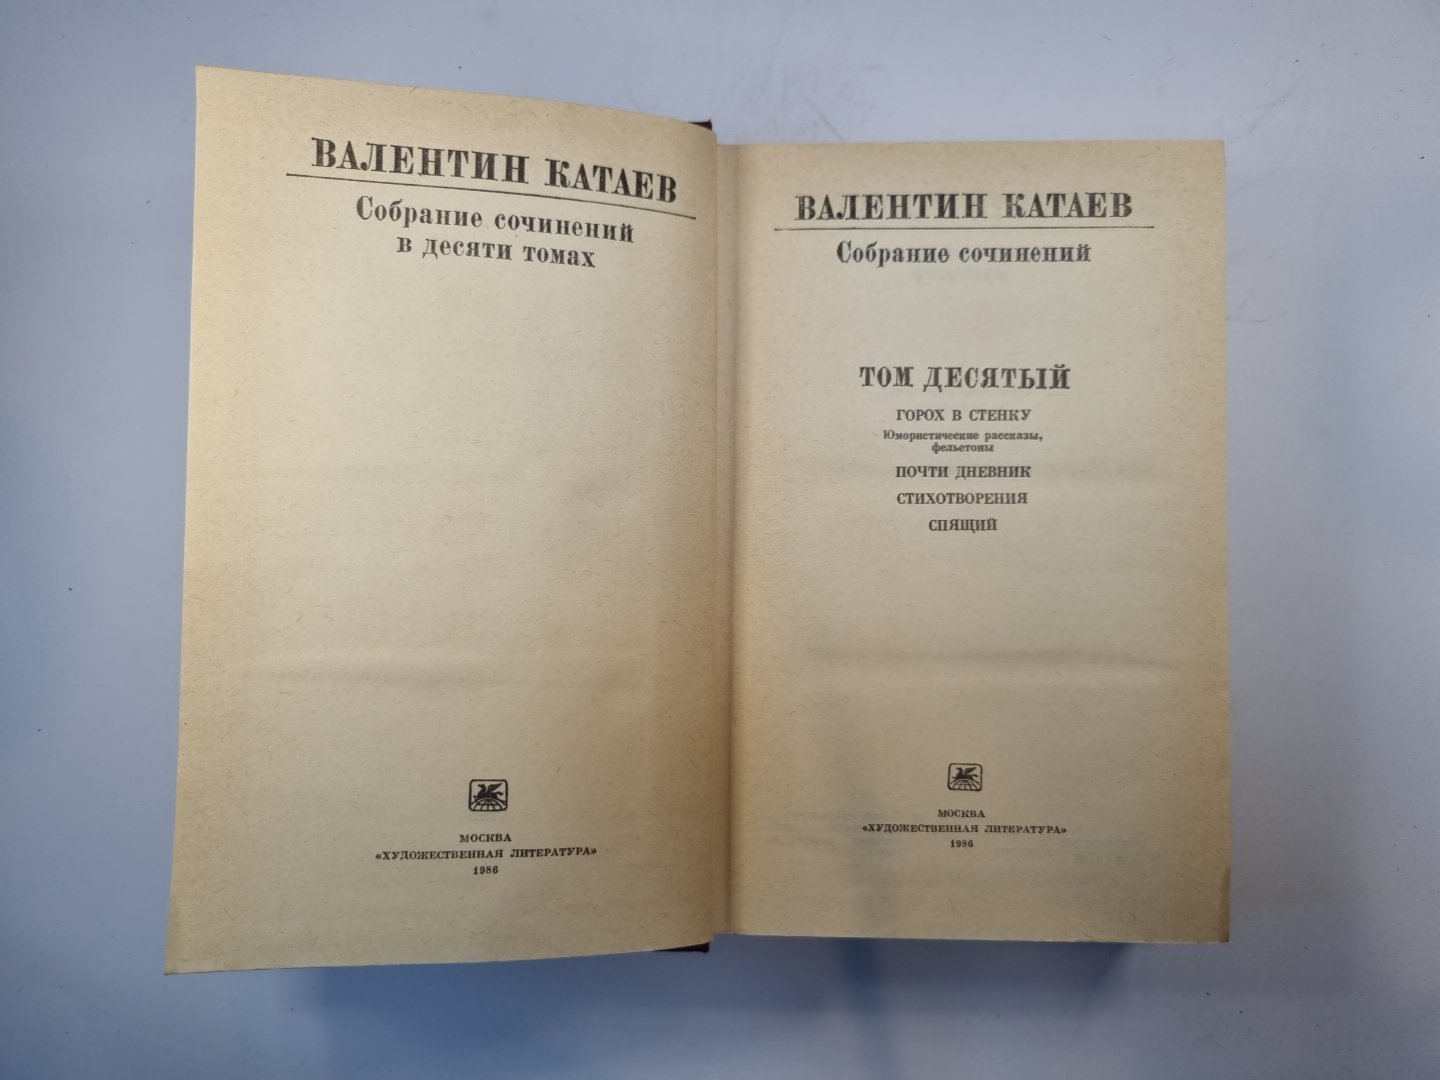 ВАЛЕНТИН КАТАЕВ
Собрание сочинений
в десяти томах
МОСКВА
«ХУДОЖЕСТВЕННАЯ ЛИТЕРАТУРА»
1986
ВАЛЕНТИН КАТАЕВ
Собрание сочинений
ТОМ ДЕСЯТЫЙ
ГОРОХ В СТЕНКУ
Юмористические рассказы,
фельетоны
ПОЧТИ ДНЕВНИК
СТИХОТВОРЕНИЯ
СПЯЩИЙ
МОСКВА
«ХУДОЖЕСТВЕННАЯ ЛИТЕРАТУРА»
1986